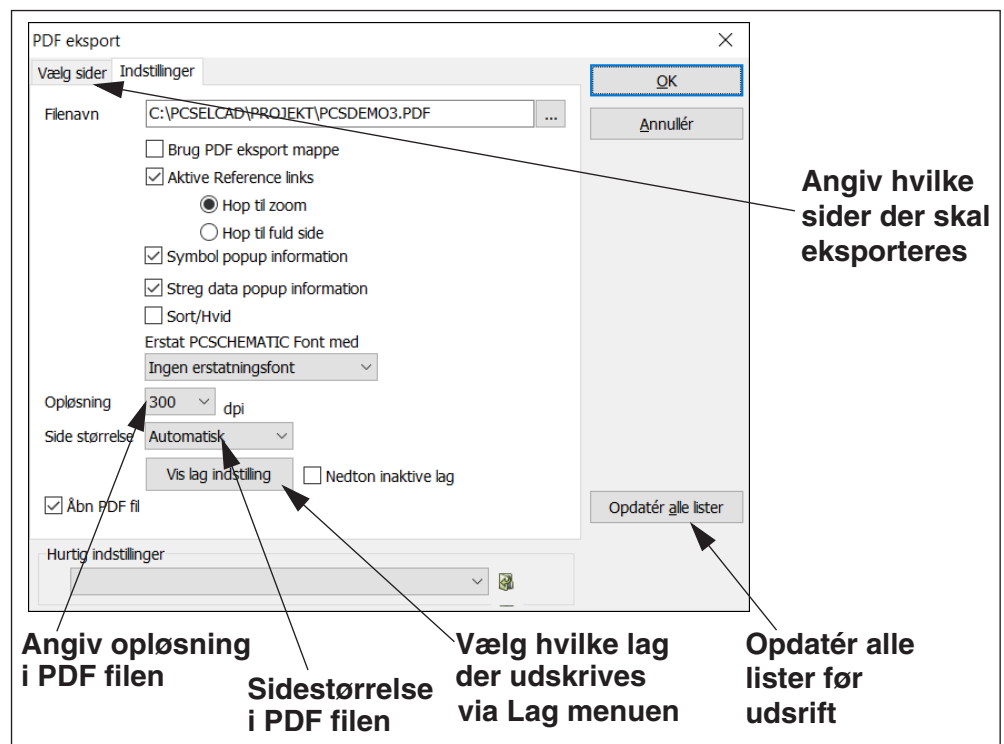 PDF eksport
Vælg sider Indstillinger
OK
Filenavn C:\PCSELCAD\PROJEKT\PCSDEMO3.PDF ...
Annullér
Brug PDF eksport mappe
Aktive Reference links
Hop til zoom
Hop til fuld side
Symbol popup information
Streg data popup information
Sort/Hvid
Erstat PCSCHEMATIC Font med
Ingen erstatningsfont
Opløsning 300 dpi
Side størrelse Automatisk
Vis lag indstilling Nedton inaktive lag
Åbn PDF fil
Opdatér alle lister
Hurtig indstillinger
Angiv hvilke
sider der skal
eksporteres
Angiv opløsning
i PDF filen
Sidestørrelse
i PDF filen
Vælg hvilke lag
der udskrives
via Lag menuen
Opdatér alle
lister før
udsrift